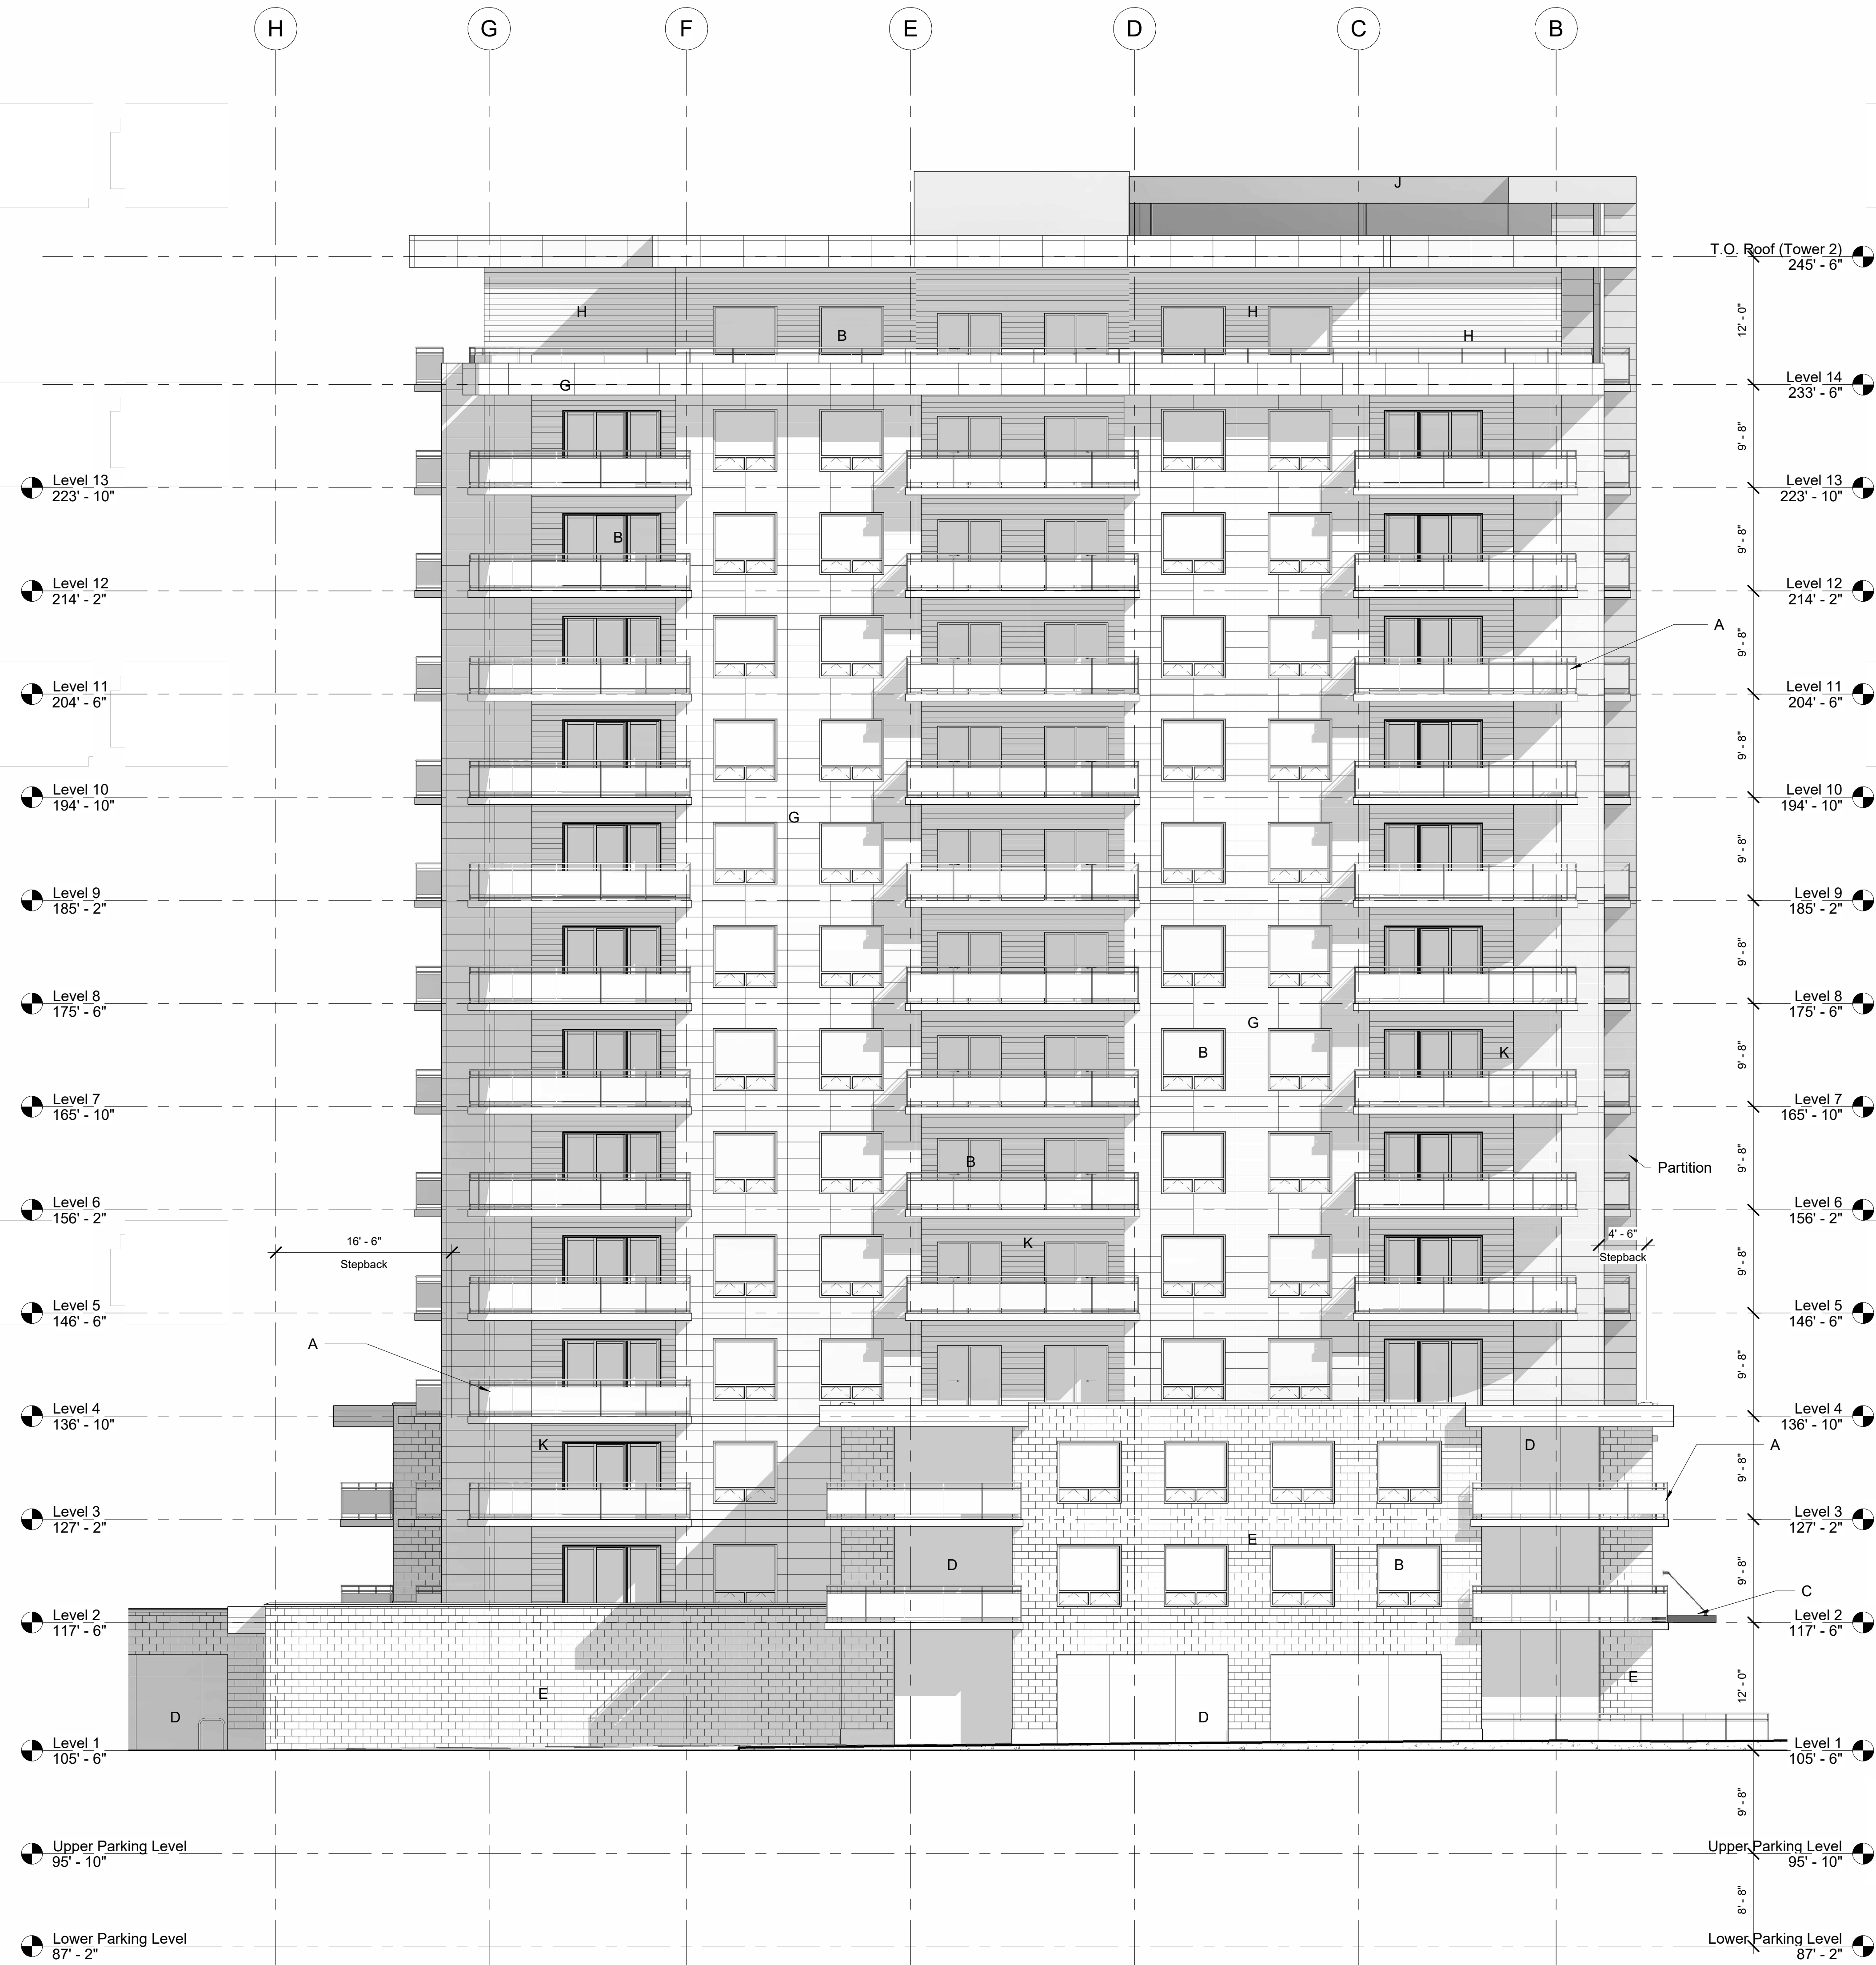 H G F E D C B
J
T.O. Roof (Tower 2)
245' - 6"
12' - 0"
H
H
B
H
Level 14
233' - 6"
G
9' - 8"
Level 13
223' - 10"
Level 13
223' - 10"
B
9' - 8"
Level 12
214' - 2"
Level 12
214' - 2"
A
9' - 8"
Level 11
204' - 6"
Level 11
204' - 6"
9' - 8"
Level 10
194' - 10"
Level 10
194' - 10"
G
9' - 8"
Level 9
185' - 2"
Level 9
185' - 2"
9' - 8"
Level 8
175' - 6"
Level 8
175' - 6"
G
B
K
9' - 8"
Level 7
165' - 10"
Level 7
165' - 10"
B
Partition
9' - 8"
Level 6
156' - 2"
Level 6
156' - 2"
16' - 6"
Stepback
K
4' - 6"
Stepback
9' - 8"
Level 5
146' - 6"
Level 5
146' - 6"
A
9' - 8"
Level 4
136' - 10"
Level 4
136' - 10"
K
D
A
9' - 8"
Level 3
127' - 2"
Level 3
127' - 2"
E
D
B
9' - 8"
C
Level 2
117' - 6"
Level 2
117' - 6"
E
E
D
D
12' - 0"
Level 1
105' - 6"
Level 1
105' - 6"
9' - 8"
Upper Parking Level
95' - 10"
Upper Parking Level
95' - 10"
8' - 8"
Lower Parking Level
87' - 2"
Lower Parking Level
87' - 2"